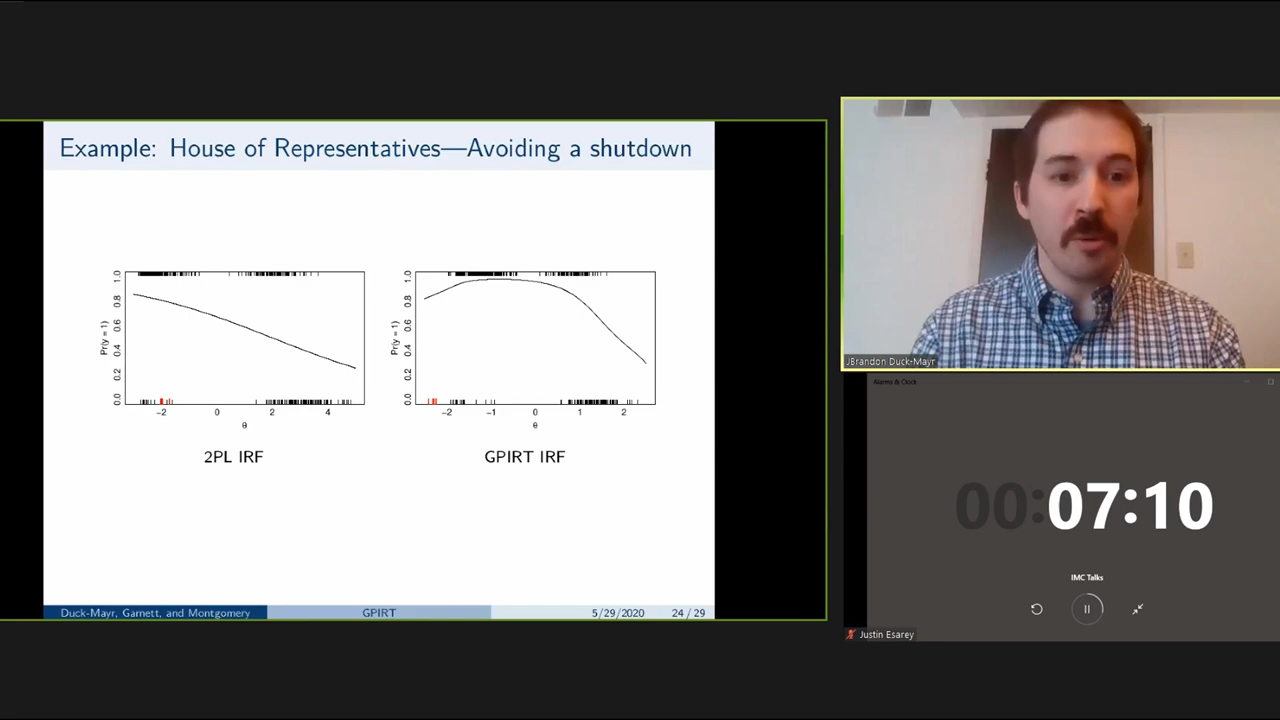 Example: House of Representatives—Avoiding a shutdown
Pr(y = 1)
0.0 0.2 0.4 0.6 0.8 1.0
−2 0 2 4
θ
2PL IRF
Pr(y = 1)
0.0 0.2 0.4 0.6 0.8 1.0
−2 −1 0 1 2
θ
GPIRT IRF
Duck-Mayr, Garnett, and Montgomery GPIRT 5/29/2020 24 / 29
JBrandon Duck-Mayr
Alarms & Clock
00:07:10
IMC Talks
Justin Esarey